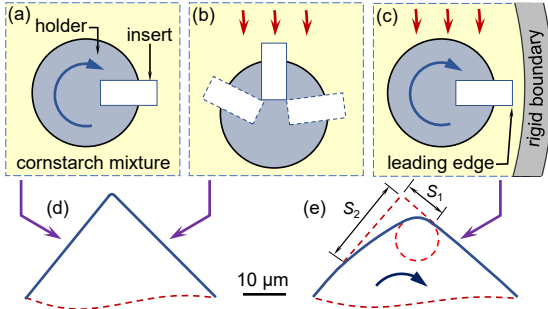 (a)
holder
insert
cornstarch mixture
(b)
(c)
leading edge
rigid boundary
(d)
10 μm
(e)
S₂
S₁